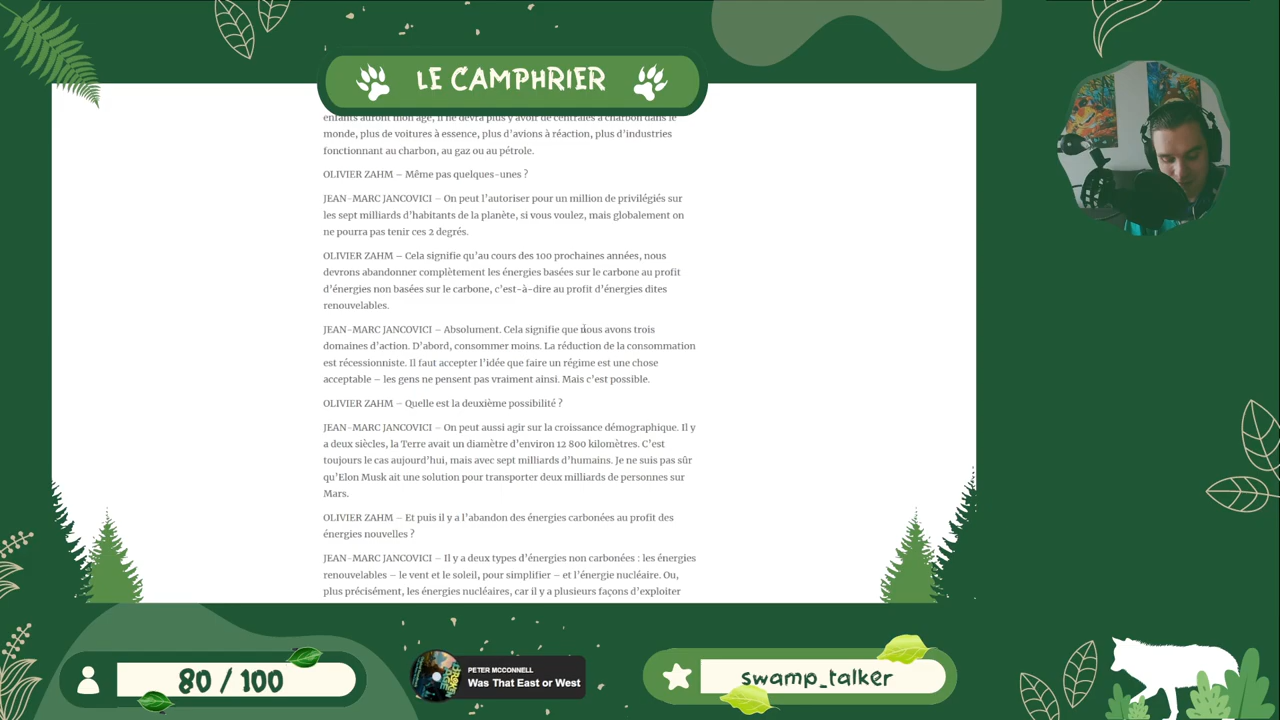 LE CAMPHRIER
enfants auront mon âge, il ne devra plus y avoir de centrales à charbon dans le
monde, plus de voitures à essence, plus d'avions à réaction, plus d'industries
fonctionnant au charbon, au gaz ou au pétrole.
OLIVIER ZAHM – Même pas quelques-unes ?
JEAN-MARC JANCOVICI – On peut l'autoriser pour un million de privilégiés sur
les sept milliards d'habitants de la planète, si vous voulez, mais globalement on
ne pourra pas tenir ces 2 degrés.
OLIVIER ZAHM – Cela signifie qu'au cours des 100 prochaines années, nous
devrons abandonner complètement les énergies basées sur le carbone au profit
d'énergies non basées sur le carbone, c'est-à-dire au profit d'énergies dites
renouvelables.
JEAN-MARC JANCOVICI – Absolument. Cela signifie que nous avons trois
domaines d'action. D'abord, consommer moins. La réduction de la consommation
est récessionniste. Il faut accepter l'idée que faire un régime est une chose
acceptable – les gens ne pensent pas vraiment ainsi. Mais c'est possible.
OLIVIER ZAHM – Quelle est la deuxième possibilité ?
JEAN-MARC JANCOVICI – On peut aussi agir sur la croissance démographique. Il y
a deux siècles, la Terre avait un diamètre d'environ 12 800 kilomètres. C'est
toujours le cas aujourd'hui, mais avec sept milliards d'humains. Je ne suis pas sûr
qu'Elon Musk ait une solution pour transporter deux milliards de personnes sur
Mars.
OLIVIER ZAHM – Et puis il y a l'abandon des énergies carbonées au profit des
énergies nouvelles ?
JEAN-MARC JANCOVICI – Il y a deux types d'énergies non carbonées : les énergies
renouvelables – le vent et le soleil, pour simplifier – et l'énergie nucléaire. Ou,
plus précisément, les énergies nucléaires, car il y a plusieurs façons d'exploiter
80 / 100
PETER MCCONNELL
Was That East or West
swamp_talker